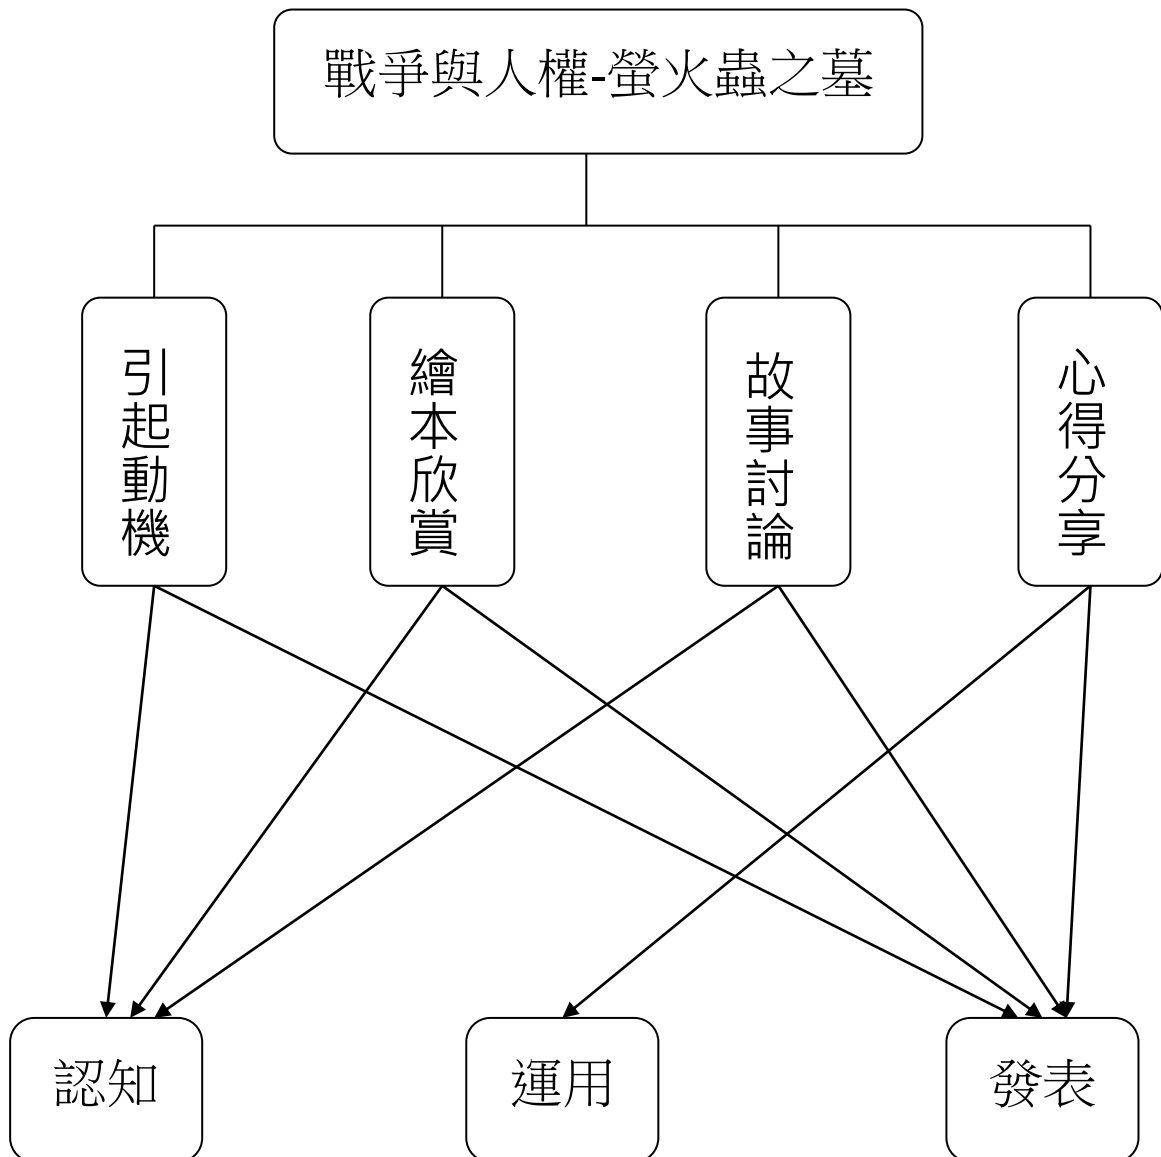 戰爭與人權-螢火蟲之墓
引起動機
繪本欣賞
故事討論
心得分享
認知
運用
發表